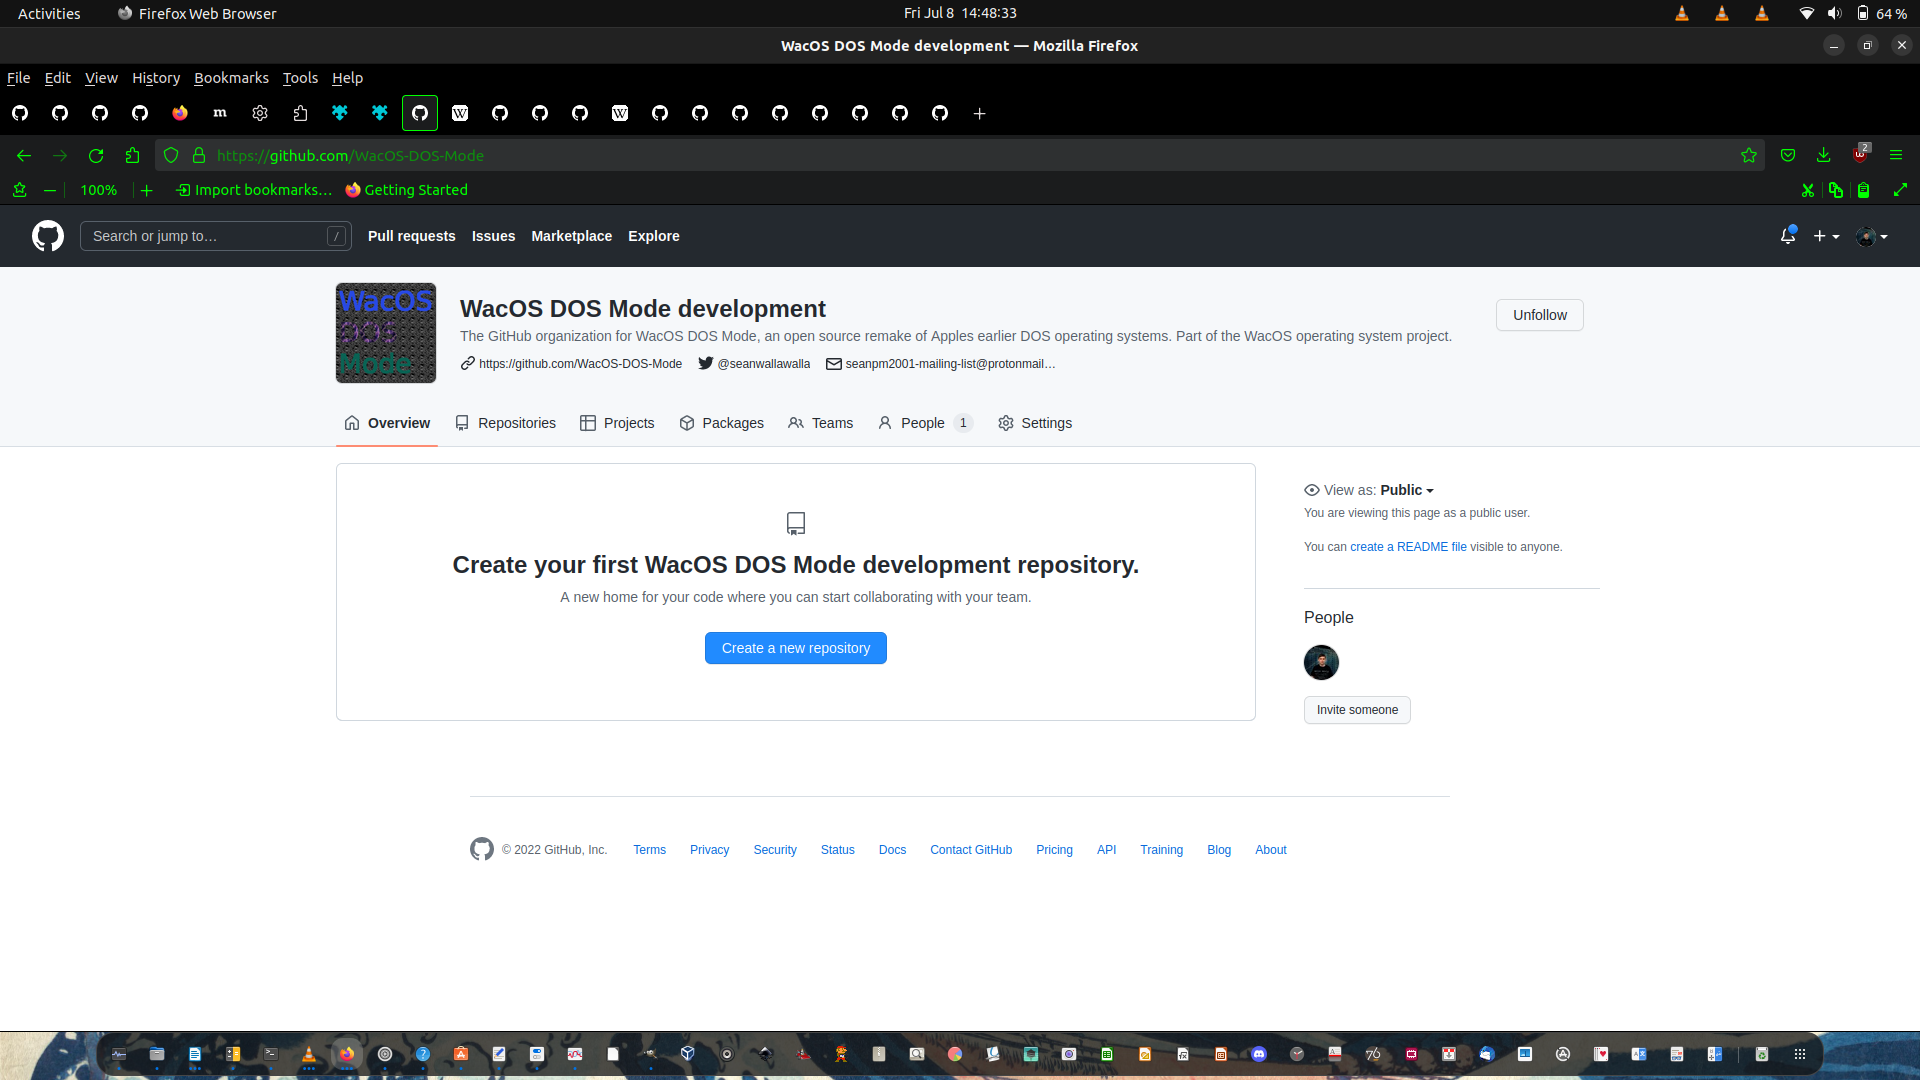 Activities
Firefox Web Browser
Fri Jul 8 14:48:33
64 %
WacOS DOS Mode development — Mozilla Firefox
File Edit View History Bookmarks Tools Help
https://github.com/WacOS-DOS-Mode
2
100%
Import bookmarks…
Getting Started
Search or jump to…
/
Pull requests
Issues
Marketplace
Explore
WacOS
DOS
Mode
WacOS DOS Mode development
The GitHub organization for WacOS DOS Mode, an open source remake of Apples earlier DOS operating systems. Part of the WacOS operating system project.
https://github.com/WacOS-DOS-Mode
@seanwallawalla
seanpm2001-mailing-list@protonmail…
Unfollow
Overview
Repositories
Projects
Packages
Teams
People 1
Settings
Create your first WacOS DOS Mode development repository.
A new home for your code where you can start collaborating with your team.
Create a new repository
View as: Public
You are viewing this page as a public user.
You can create a README file visible to anyone.
People
Invite someone
© 2022 GitHub, Inc.
Terms
Privacy
Security
Status
Docs
Contact GitHub
Pricing
API
Training
Blog
About